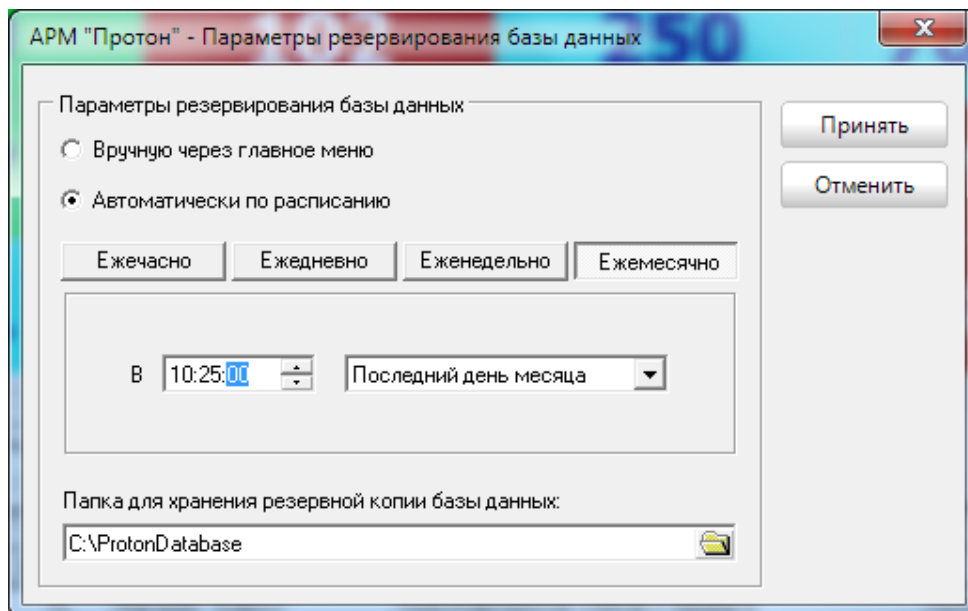 АРМ "Протон" - Параметры резервирования базы данных
250
Параметры резервирования базы данных
Вручную через главное меню
Автоматически по расписанию
Принять
Отменить
Ежечасно Ежедневно Еженедельно Ежемесячно
В 10:25:00 Последний день месяца
Папка для хранения резервной копии базы данных:
C:\ProtonDatabase